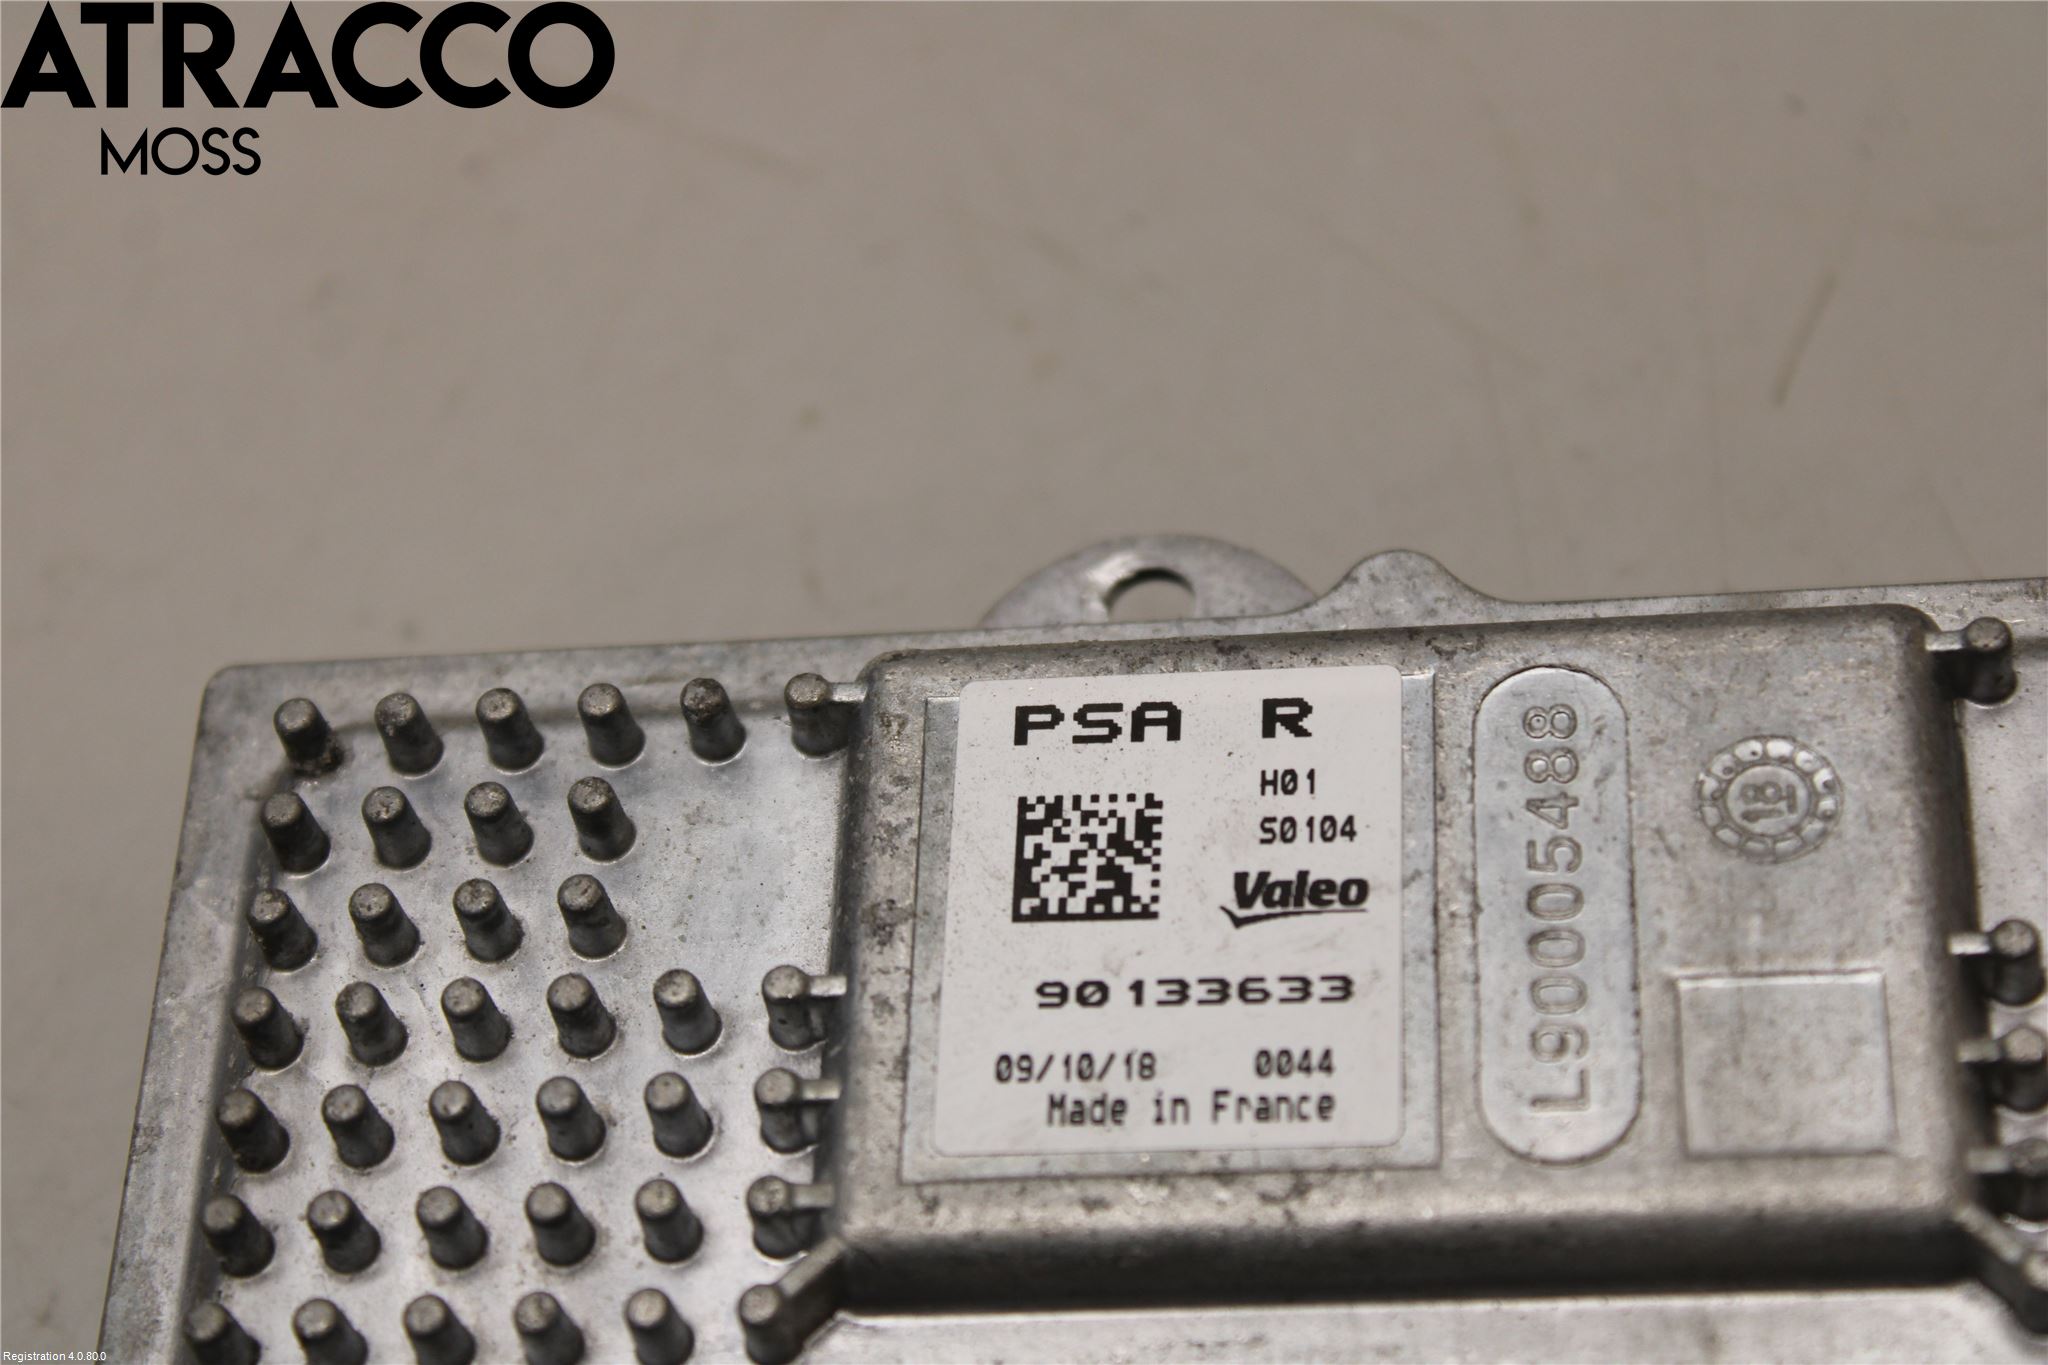 ATRACCO
MOSS
PSA R
H01
S0104
Valeo
90133633
09/10/18 0044
Made in France
L90005488
18
Registration 4.0.80.0